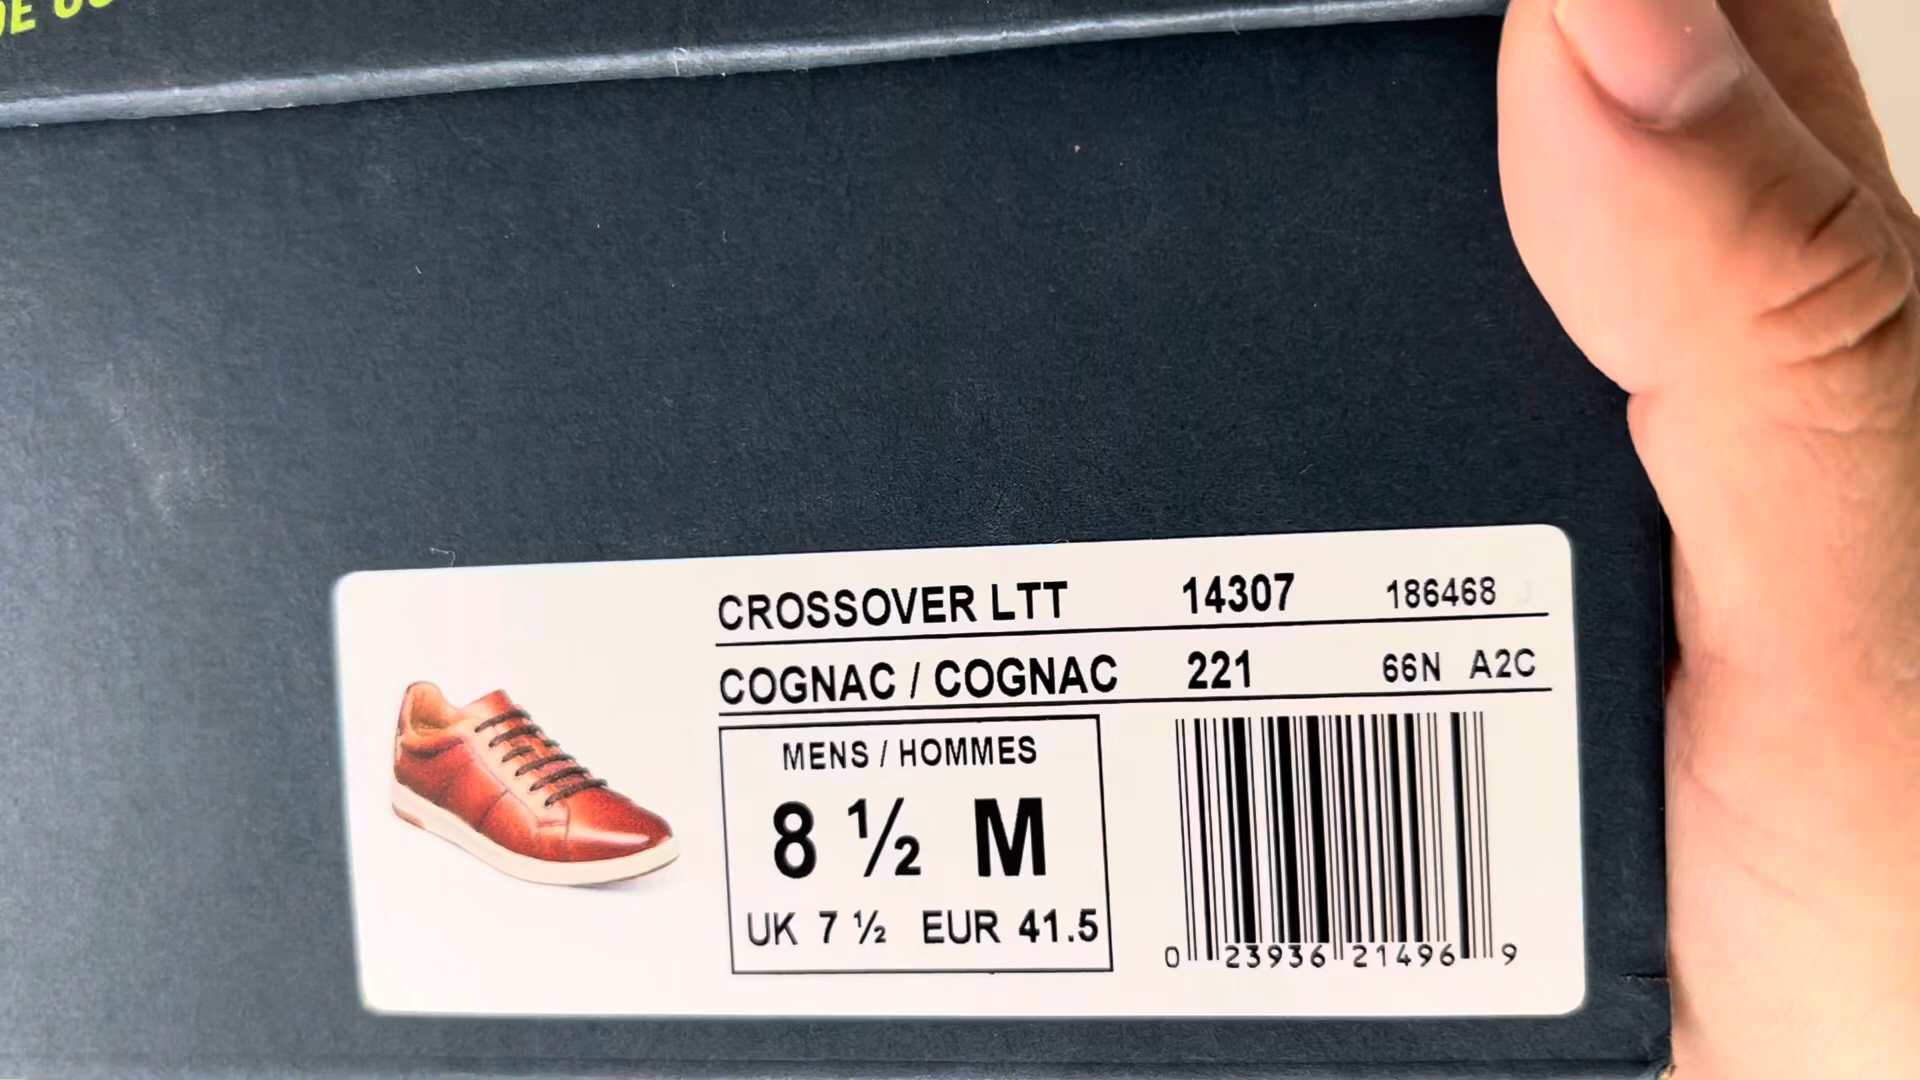 CROSSOVER LTT 14307 186468
COGNAC / COGNAC 221 66N A2C
MENS / HOMMES
8 ½ M
UK 7 ½ EUR 41.5
0 23936 21496 9